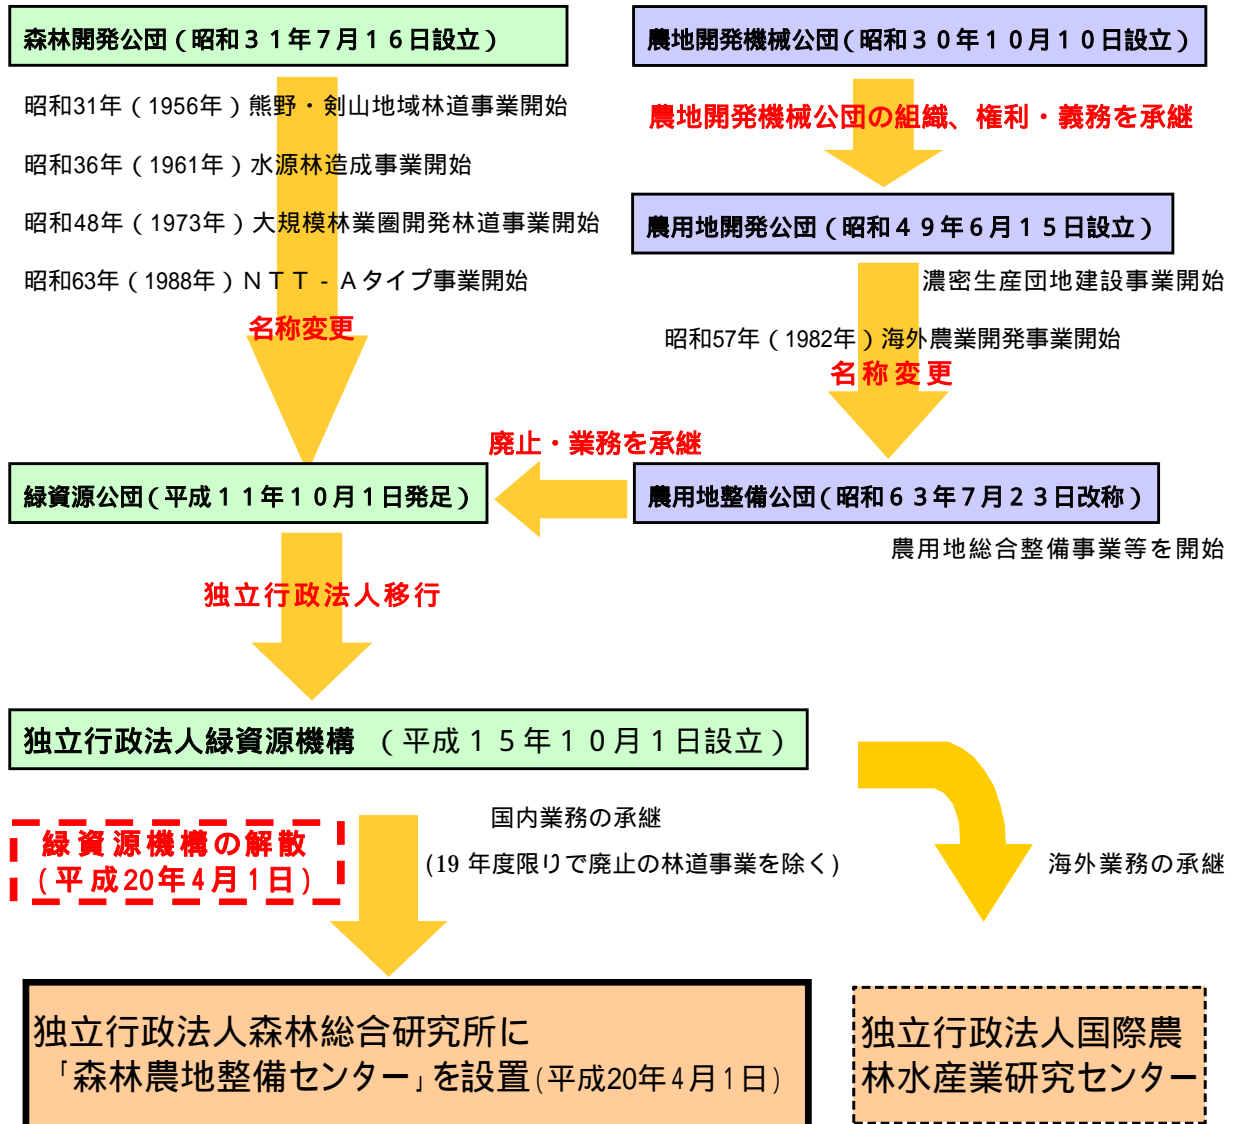 森林開発公団（昭和３１年７月１６日設立）
昭和31年（1956年）熊野・剣山地域林道事業開始
昭和36年（1961年）水源林造成事業開始
昭和48年（1973年）大規模林業圏開発林道事業開始
昭和63年（1988年）ＮＴＴ‐Ａタイプ事業開始
名称変更
農地開発機械公団（昭和３０年１０月１０日設立）
農地開発機械公団の組織、権利・義務を承継
農用地開発公団（昭和４９年６月１５日設立）
濃密生産団地建設事業開始
昭和57年（1982年）海外農業開発事業開始
名称変更
廃止・業務を承継
緑資源公団（平成１１年１０月１日発足）
農用地整備公団（昭和６３年７月２３日改称）
農用地総合整備事業等を開始
独立行政法人移行
独立行政法人緑資源機構　（平成１５年１０月１日設立）
緑資源機構の解散
(平成20年4月1日)
国内業務の承継
(19 年度限りで廃止の林道事業を除く)
海外業務の承継
独立行政法人森林総合研究所に
「森林農地整備センター」を設置(平成20年4月1日)
独立行政法人国際農
林水産業研究センター